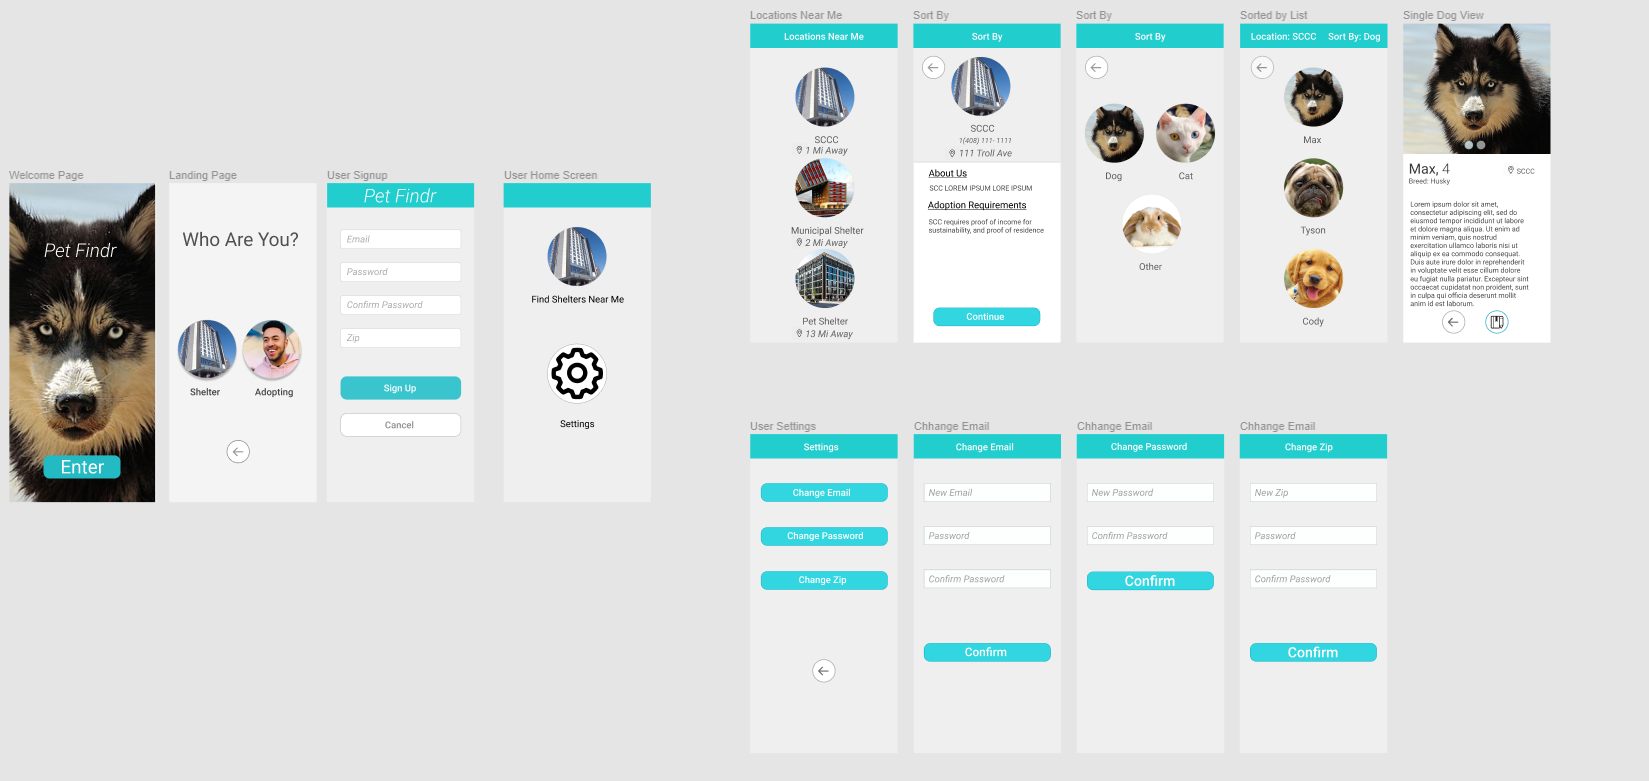 Welcome Page
Pet Findr
Enter
Landing Page
Who Are You?
Shelter
Adopting
User Signup
Pet Findr
Email
Password
Confirm Password
Zip
Sign Up
Cancel
User Home Screen
Find Shelters Near Me
Settings
Locations Near Me
Locations Near Me
SCCC
1 Mi Away
Municipal Shelter
2 Mi Away
Pet Shelter
13 Mi Away
Sort By
Sort By
SCCC
1(408) 111- 1111
111 Troll Ave
About Us
SCC LOREM IPSUM LORE IPSUM
Adoption Requirements
SCC requires proof of income for
sustainability, and proof of residence
Continue
Sort By
Sort By
Dog
Cat
Other
Sorted by List
Location: SCCC Sort By: Dog
Max
Tyson
Cody
Single Dog View
Max, 4
SCCC
Breed: Husky
Lorem ipsum dolor sit amet,
consectetur adipiscing elit, sed do
eiusmod tempor incididunt ut labore
et dolore magna aliqua. Ut enim ad
minim veniam, quis nostrud
exercitation ullamco laboris nisi ut
aliquip ex ea commodo consequat.
Duis aute irure dolor in reprehenderit
in voluptate velit esse cillum dolore
eu fugiat nulla pariatur. Excepteur sint
occaecat cupidatat non proident, sunt
in culpa qui officia deserunt mollit
anim id est laborum.
User Settings
Settings
Change Email
Change Password
Change Zip
Chhange Email
Change Email
New Email
Password
Confirm Password
Confirm
Chhange Email
Change Password
New Password
Confirm Password
Confirm
Chhange Email
Change Zip
New Zip
Password
Confirm Password
Confirm